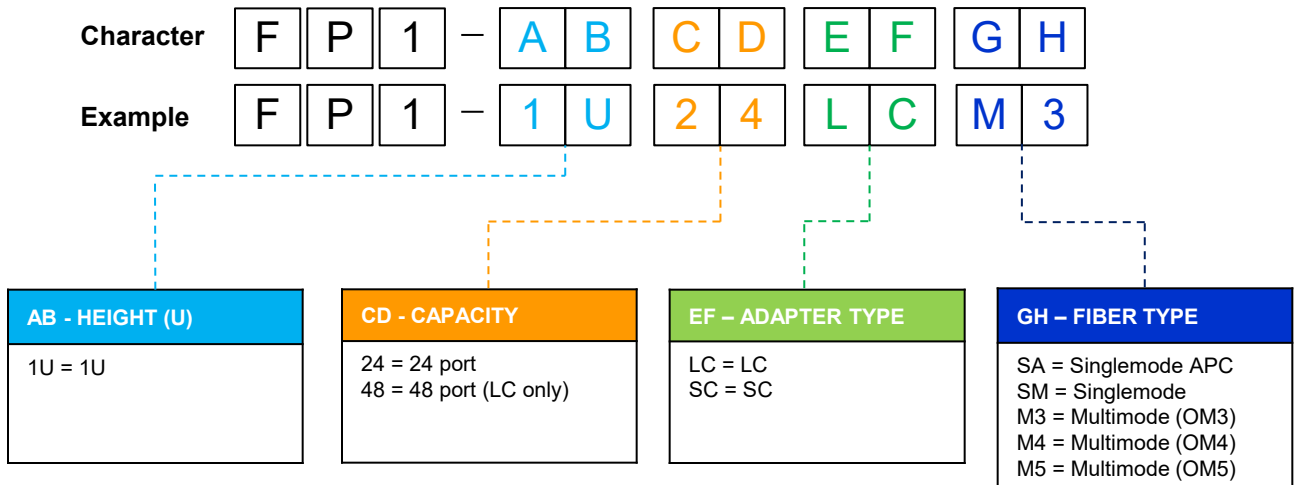 Character F P 1 – A B C D E F G H
Example F P 1 – 1 U 2 4 L C M 3
AB - HEIGHT (U)
1U = 1U
CD - CAPACITY
24 = 24 port
48 = 48 port (LC only)
EF – ADAPTER TYPE
LC = LC
SC = SC
GH – FIBER TYPE
SA = Singlemode APC
SM = Singlemode
M3 = Multimode (OM3)
M4 = Multimode (OM4)
M5 = Multimode (OM5)